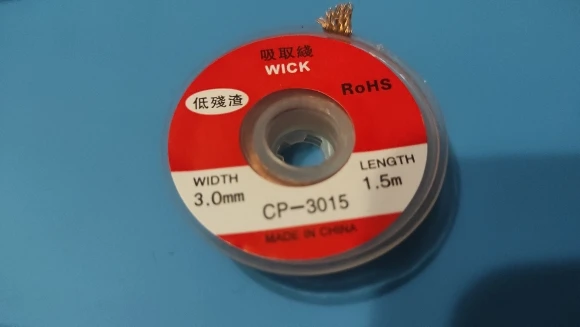 吸取綫
WICK
RoHS
低殘渣
WIDTH
3.0mm
LENGTH
1.5m
CP-3015
MADE IN CHINA